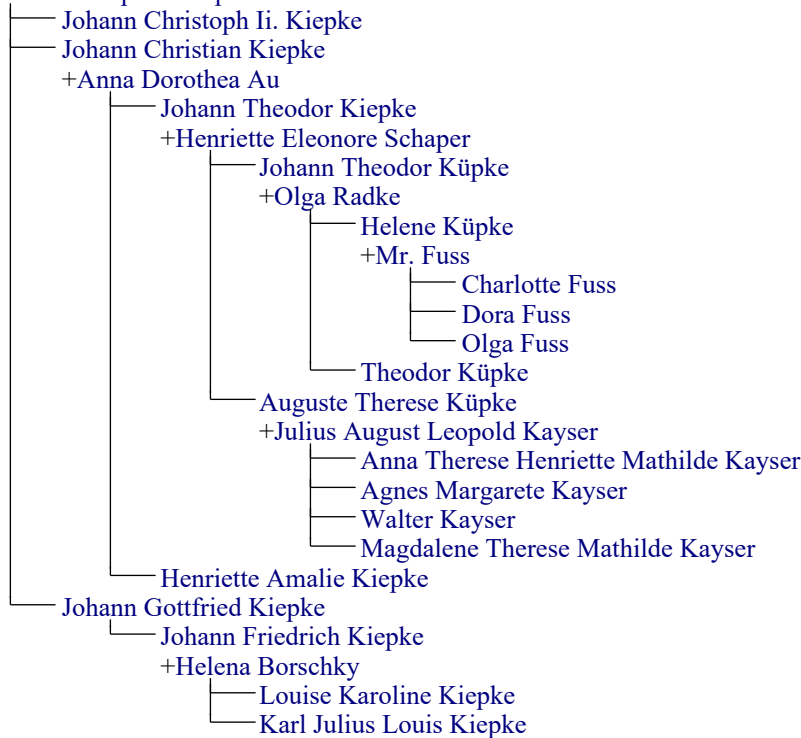 Johann Christoph Ii. Kiepke
Johann Christian Kiepke
+Anna Dorothea Au
Johann Theodor Kiepke
+Henriette Eleonore Schaper
Johann Theodor Küpke
+Olga Radke
Helene Küpke
+Mr. Fuss
Charlotte Fuss
Dora Fuss
Olga Fuss
Theodor Küpke
Auguste Therese Küpke
+Julius August Leopold Kayser
Anna Therese Henriette Mathilde Kayser
Agnes Margarete Kayser
Walter Kayser
Magdalene Therese Mathilde Kayser
Henriette Amalie Kiepke
Johann Gottfried Kiepke
Johann Friedrich Kiepke
+Helena Borschky
Louise Karoline Kiepke
Karl Julius Louis Kiepke